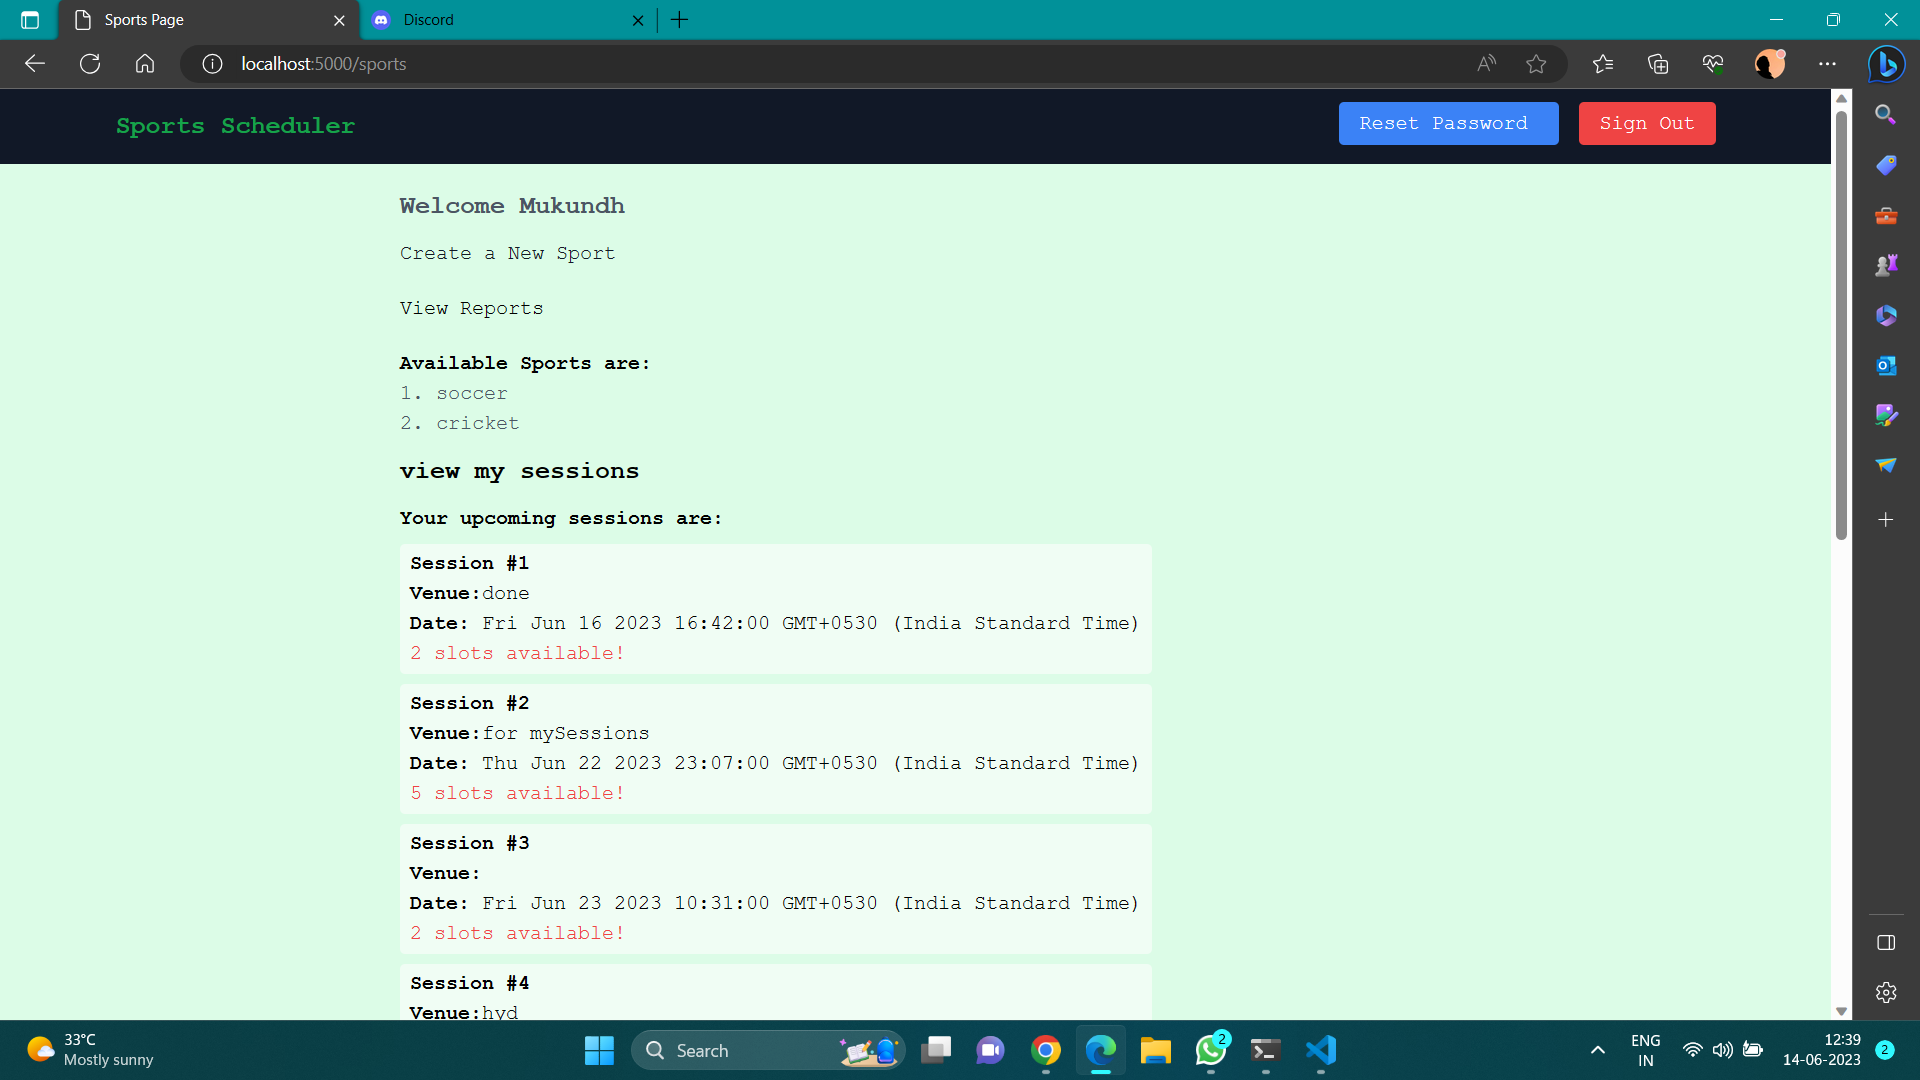 Sports Page
Discord
localhost:5000/sports
Sports Scheduler
Reset Password
Sign Out
Welcome Mukundh
Create a New Sport
View Reports
Available Sports are:
1. soccer
2. cricket
view my sessions
Your upcoming sessions are:
Session #1
Venue:done
Date: Fri Jun 16 2023 16:42:00 GMT+0530 (India Standard Time)
2 slots available!
Session #2
Venue:for mySessions
Date: Thu Jun 22 2023 23:07:00 GMT+0530 (India Standard Time)
5 slots available!
Session #3
Venue:
Date: Fri Jun 23 2023 10:31:00 GMT+0530 (India Standard Time)
2 slots available!
Session #4
Venue:hyd
33°C
Mostly sunny
Search
2
ENG
IN
12:39
14-06-2023
2